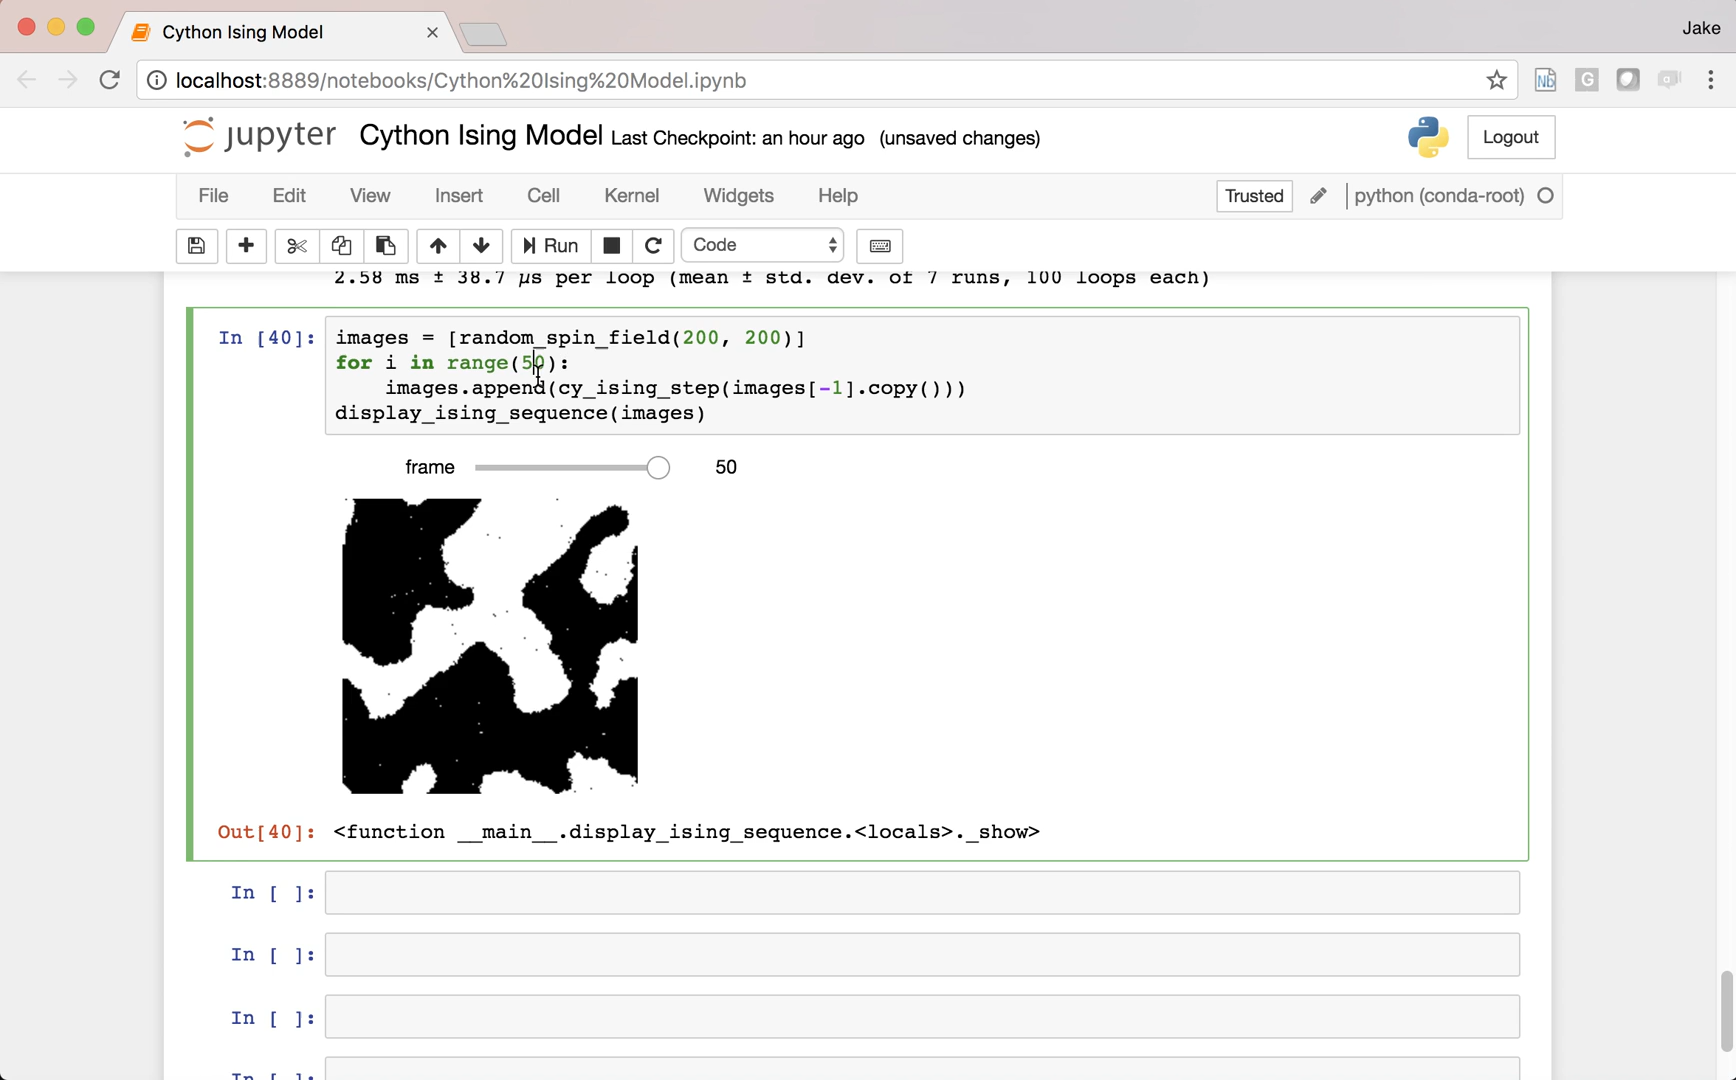 Cython Ising Model
Jake
localhost:8889/notebooks/Cython%20Ising%20Model.ipynb
Nb G a
jupyter Cython Ising Model Last Checkpoint: an hour ago (unsaved changes)
Logout
File Edit View Insert Cell Kernel Widgets Help Trusted python (conda-root)
Run Code
2.58 ms ± 38.7 µs per loop (mean ± std. dev. of 7 runs, 100 loops each)
In [40]: images = [random_spin_field(200, 200)]
for i in range(50):
images.append(cy_ising_step(images[-1].copy()))
display_ising_sequence(images)
frame 50
Out[40]: <function __main__.display_ising_sequence.<locals>._show>
In [ ]:
In [ ]:
In [ ]:
In [ ]: